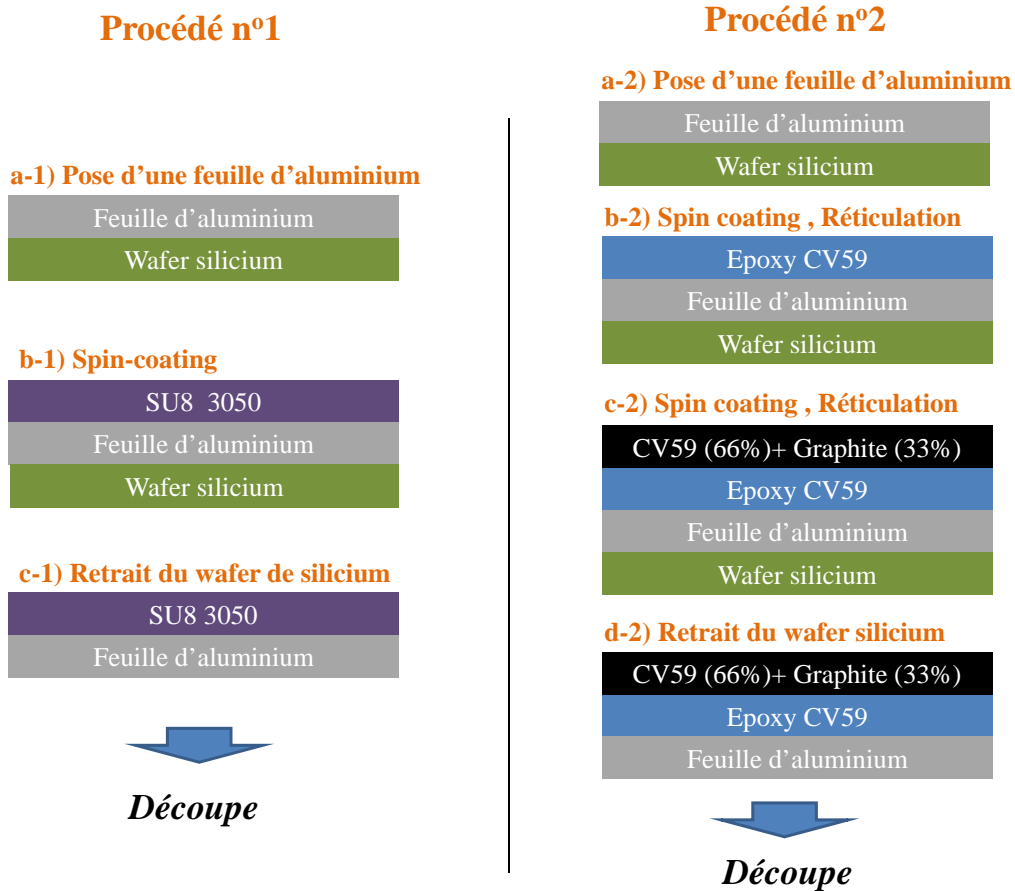 Procédé nº1
a-1) Pose d'une feuille d'aluminium
Feuille d'aluminium
Wafer silicium
b-1) Spin-coating
SU8 3050
Feuille d'aluminium
Wafer silicium
c-1) Retrait du wafer de silicium
SU8 3050
Feuille d'aluminium
Découpe
Procédé nº2
a-2) Pose d'une feuille d'aluminium
Feuille d'aluminium
Wafer silicium
b-2) Spin coating , Réticulation
Epoxy CV59
Feuille d'aluminium
Wafer silicium
c-2) Spin coating , Réticulation
CV59 (66%)+ Graphite (33%)
Epoxy CV59
Feuille d'aluminium
Wafer silicium
d-2) Retrait du wafer silicium
CV59 (66%)+ Graphite (33%)
Epoxy CV59
Feuille d'aluminium
Découpe